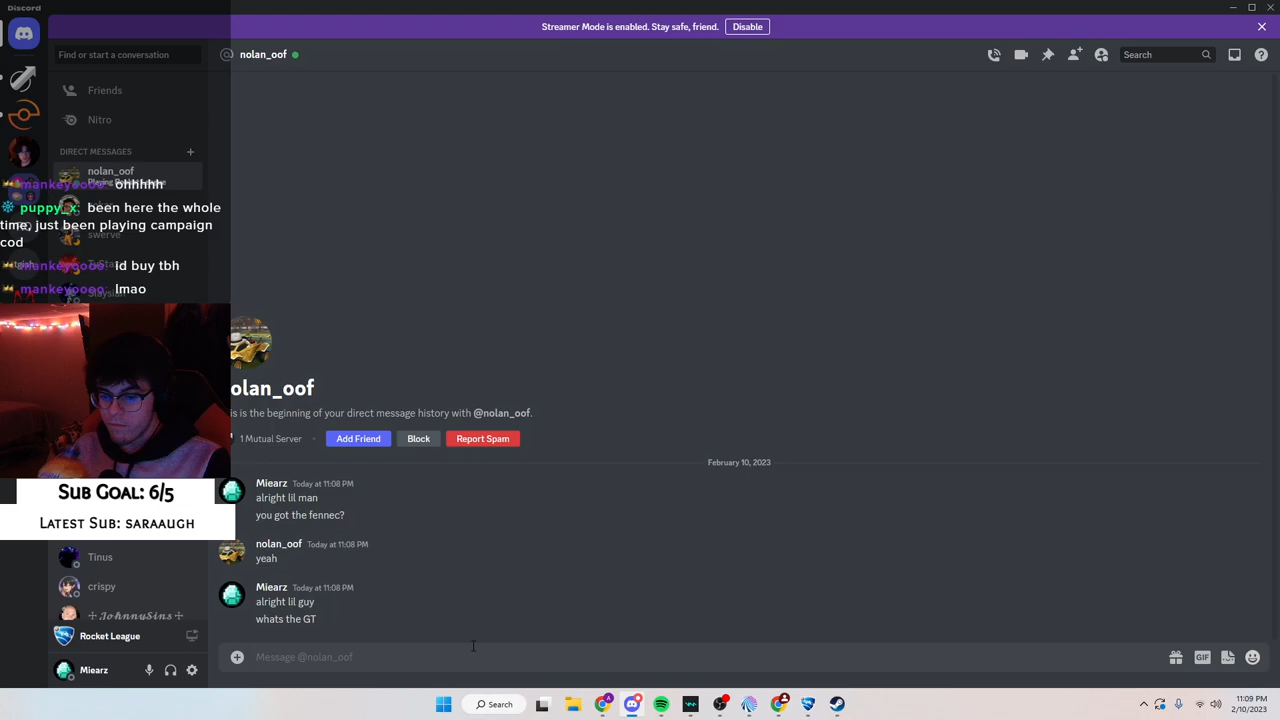 Discord
Streamer Mode is enabled. Stay safe, friend.
Disable
Find or start a conversation
nolan_oof
Search
Friends
Nitro
DIRECT MESSAGES
nolan_oof
mankeyoooo: ohhhhh
puppy_x: been here the whole
time, just been playing campaign
cod
swerve
mankeyoooo: id buy tbh
mankeyoooo: lmao
olan_oof
is is the beginning of your direct message history with @nolan_oof.
1 Mutual Server
Add Friend
Block
Report Spam
February 10, 2023
Miearz Today at 11:08 PM
alright lil man
you got the fennec?
nolan_oof Today at 11:08 PM
yeah
Miearz Today at 11:08 PM
alright lil guy
whats the GT
SUB GOAL: 6/5
LATEST SUB: SARAAUGH
Tinus
crispy
JohnnySins
Rocket League
Miearz
Message @nolan_oof
GIF
Search
11:09 PM
2/10/2023